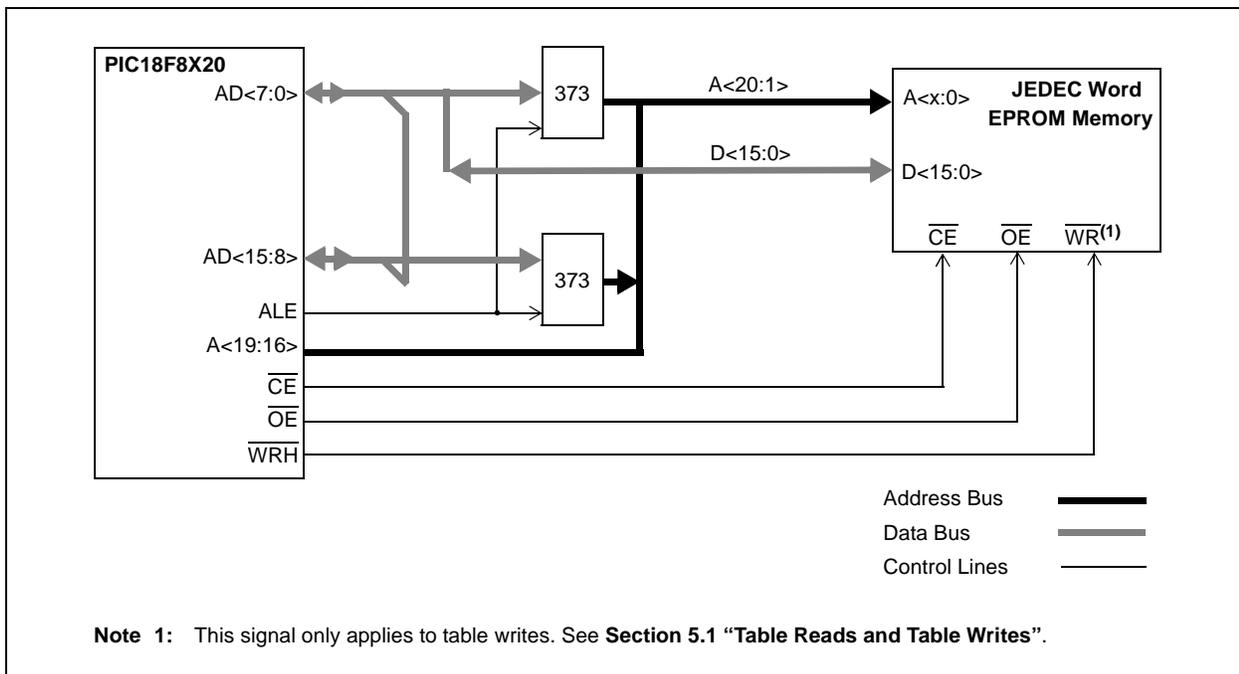 PIC18F8X20
AD<7:0>
373
A<20:1>
A<x:0>
JEDEC Word
EPROM Memory
D<15:0>
D<15:0>
CE
OE
WR(1)
AD<15:8>
373
ALE
A<19:16>
CE
OE
WRH
Address Bus
Data Bus
Control Lines
Note 1: This signal only applies to table writes. See Section 5.1 “Table Reads and Table Writes”.